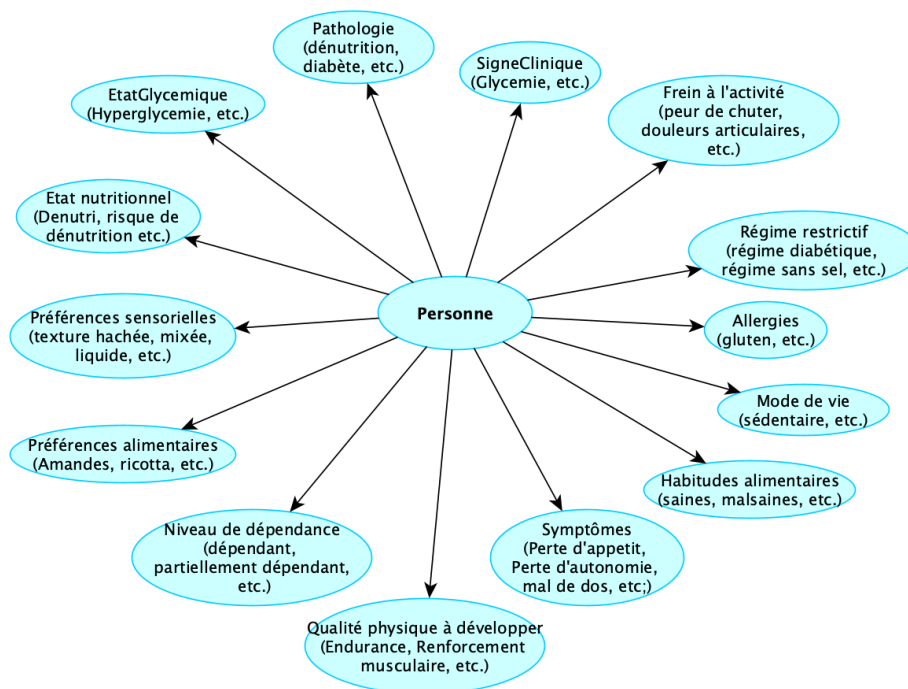 Pathologie
(dénutrition,
diabète, etc.)
SigneClinique
(Glycemie, etc.)
EtatGlycemique
(Hyperglycemie, etc.)
Frein à l'activité
(peur de chuter,
douleurs articulaires,
etc.)
Etat nutritionnel
(Denutri, risque de
dénutrition etc.)
Régime restrictif
(régime diabétique,
régime sans sel, etc.)
Personne
Préférences sensorielles
(texture hachée, mixée,
liquide, etc.)
Allergies
(gluten, etc.)
Mode de vie
(sédentaire, etc.)
Préférences alimentaires
(Amandes, ricotta, etc.)
Habitudes alimentaires
(saines, malsaines, etc.)
Niveau de dépendance
(dépendant,
partiellement dépendant,
etc.)
Symptômes
(Perte d'appetit,
Perte d'autonomie,
mal de dos, etc;)
Qualité physique à développer
(Endurance, Renforcement
musculaire, etc.)